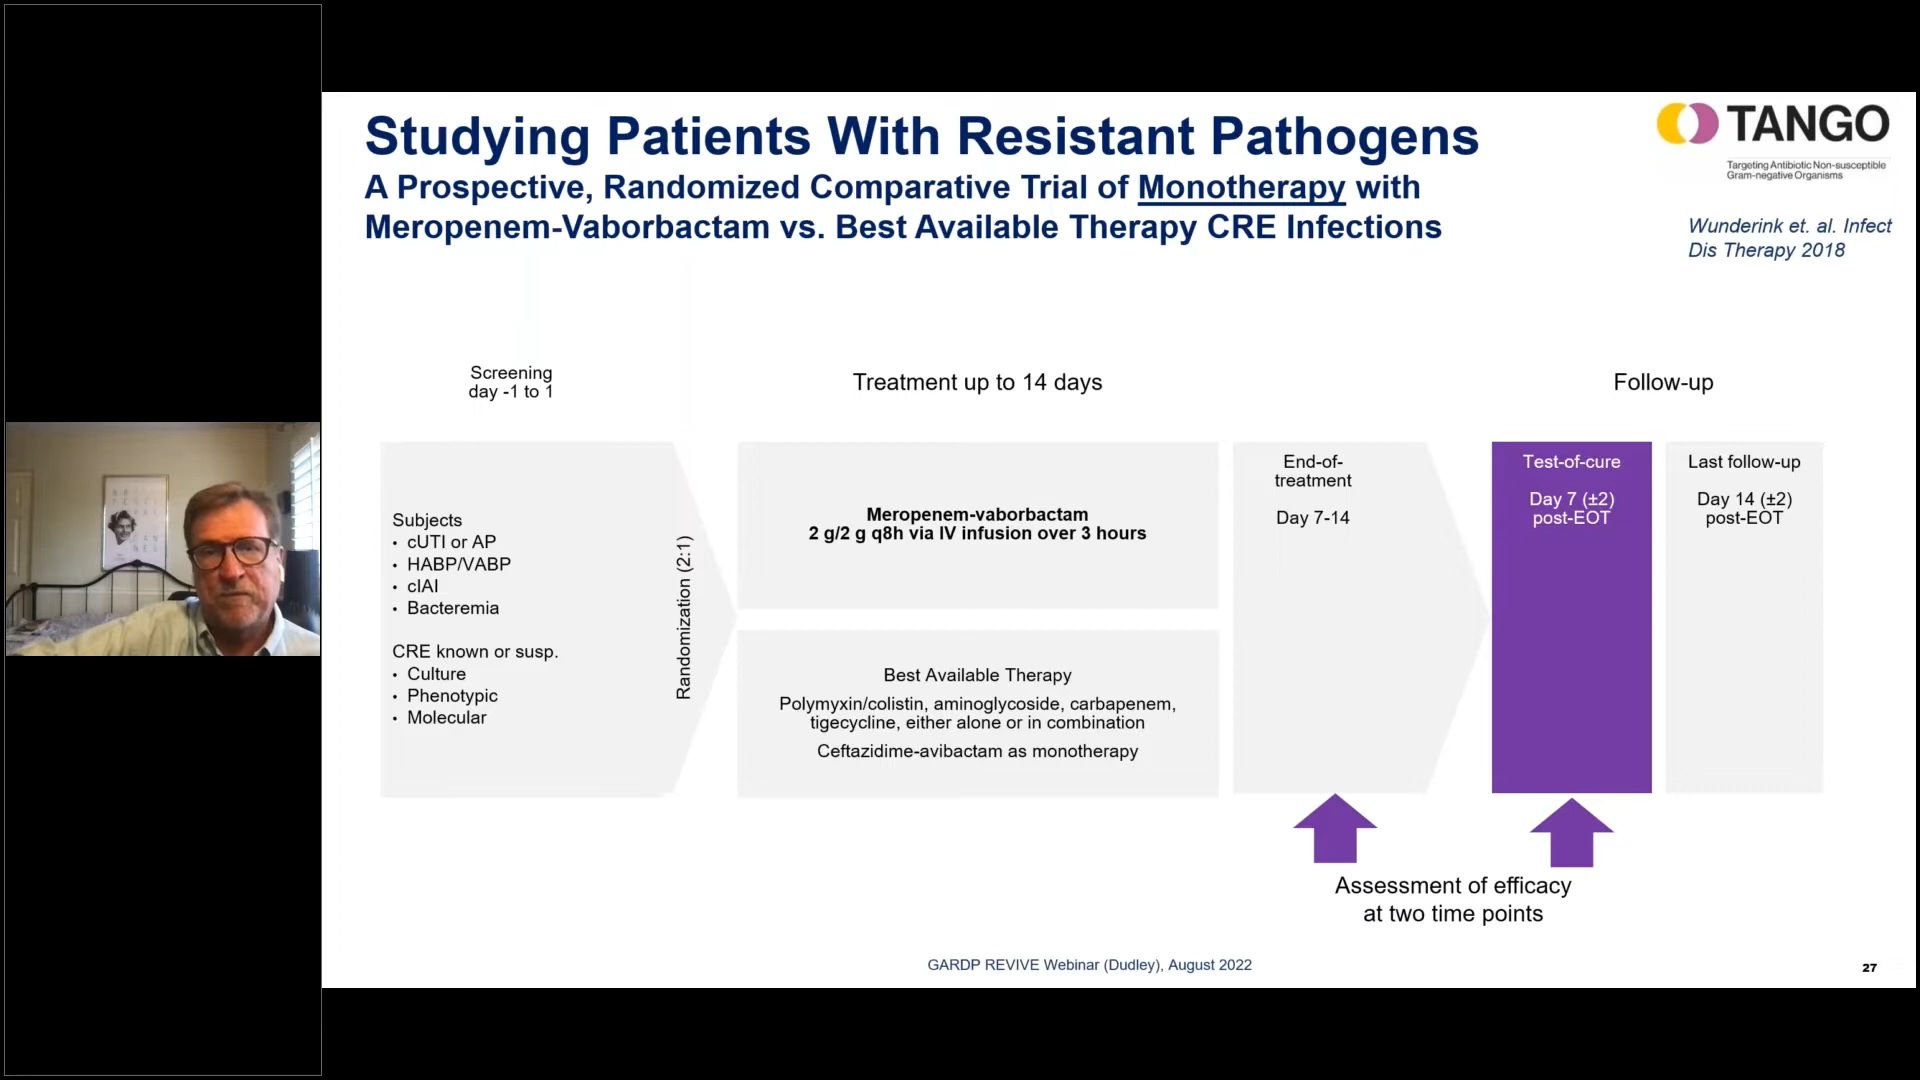 Studying Patients With Resistant Pathogens
A Prospective, Randomized Comparative Trial of Monotherapy with
Meropenem-Vaborbactam vs. Best Available Therapy CRE Infections
TANGO
Targeting Antibiotic Non-susceptible
Gram-negative Organisms
Wunderink et. al. Infect
Dis Therapy 2018
Screening
day -1 to 1
Treatment up to 14 days
Follow-up
Subjects
• cUTI or AP
• HABP/VABP
• cIAI
• Bacteremia
CRE known or susp.
• Culture
• Phenotypic
• Molecular
Randomization (2:1)
Meropenem-vaborbactam
2 g/2 g q8h via IV infusion over 3 hours
Best Available Therapy
Polymyxin/colistin, aminoglycoside, carbapenem,
tigecycline, either alone or in combination
Ceftazidime-avibactam as monotherapy
End-of-
treatment
Day 7-14
Test-of-cure
Day 7 (±2)
post-EOT
Last follow-up
Day 14 (±2)
post-EOT
Assessment of efficacy
at two time points
GARDP REVIVE Webinar (Dudley), August 2022
27